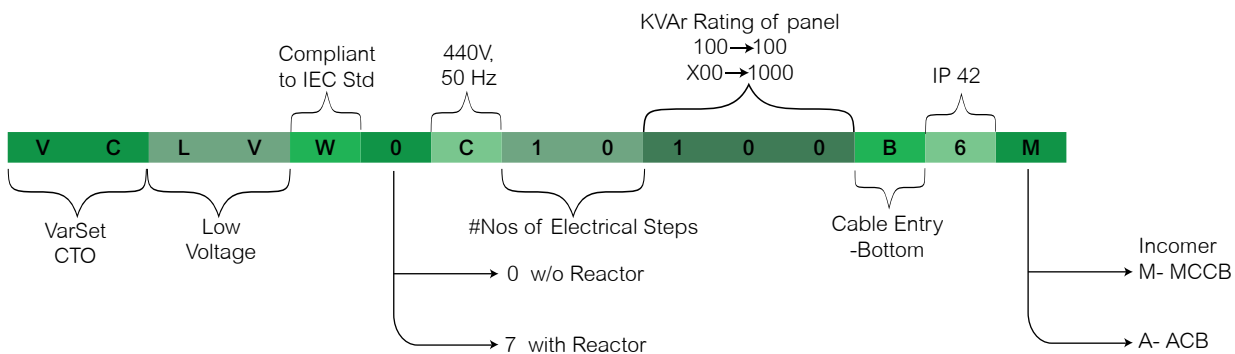 KVAr Rating of panel
100→100
X00→1000
Compliant
to IEC Std
440V,
50 Hz
IP 42
V C L V W 0 C 1 0 1 0 0 B 6 M
VarSet
CTO
Low
Voltage
#Nos of Electrical Steps
Cable Entry
-Bottom
0 w/o Reactor
7 with Reactor
Incomer
M- MCCB
A- ACB